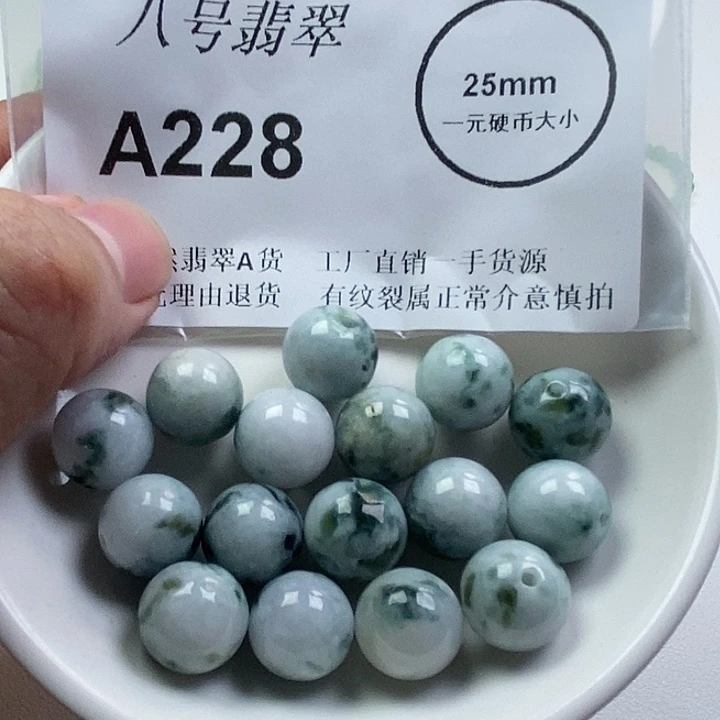 八号翡翠
25mm
一元硬币大小
A228
然翡翠A货 工厂直销一手货源
理由退货 有纹裂属正常介意慎拍